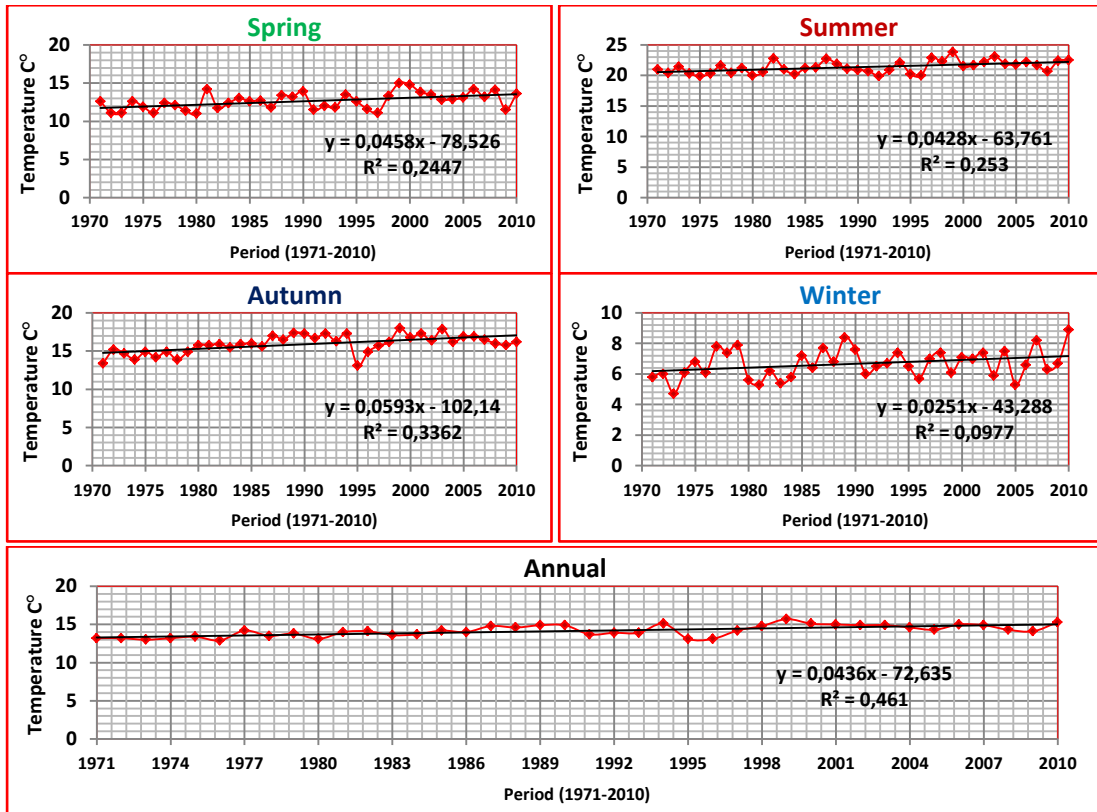 Spring
Temperature C°
20
15
10
5
0
1970 1975 1980 1985 1990 1995 2000 2005 2010
y = 0,0458x - 78,526
R² = 0,2447
Period (1971-2010)
Summer
Temperature C°
25
20
15
10
5
0
1970 1975 1980 1985 1990 1995 2000 2005 2010
y = 0,0428x - 63,761
R² = 0,253
Period (1971-2010)
Autumn
Temperature C°
20
15
10
5
0
1970 1975 1980 1985 1990 1995 2000 2005 2010
y = 0,0593x - 102,14
R² = 0,3362
Period (1971-2010)
Winter
Temperature C°
10
8
6
4
2
0
1970 1975 1980 1985 1990 1995 2000 2005 2010
y = 0,0251x - 43,288
R² = 0,0977
Period (1971-2010)
Annual
Temperature C°
20
15
10
5
0
1971 1974 1977 1980 1983 1986 1989 1992 1995 1998 2001 2004 2007 2010
y = 0,0436x - 72,635
R² = 0,461
Period (1971-2010)